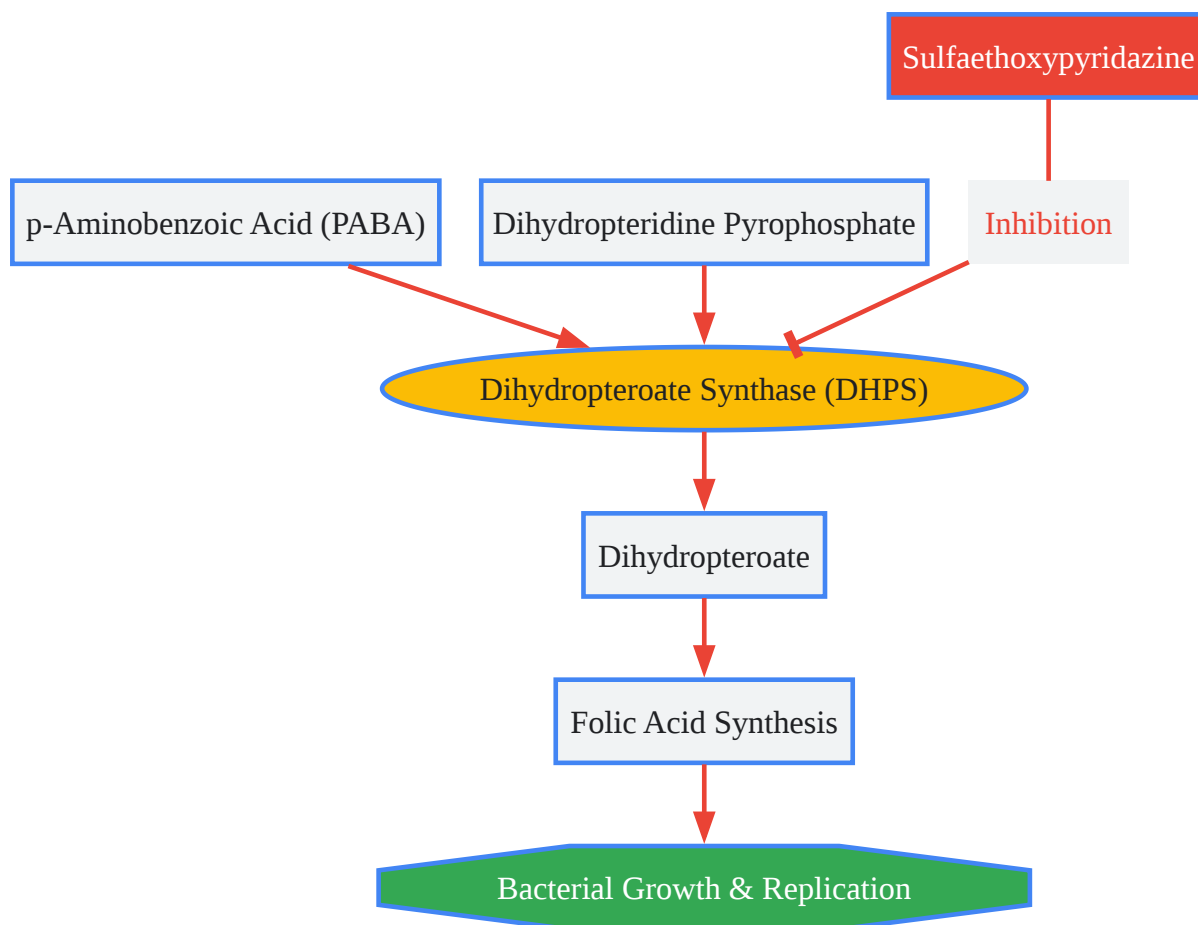 Sulfaethoxypyridazine
p-Aminobenzoic Acid (PABA)
Dihydropteridine Pyrophosphate
Inhibition
Dihydropteroate Synthase (DHPS)
Dihydropteroate
Folic Acid Synthesis
Bacterial Growth & Replication